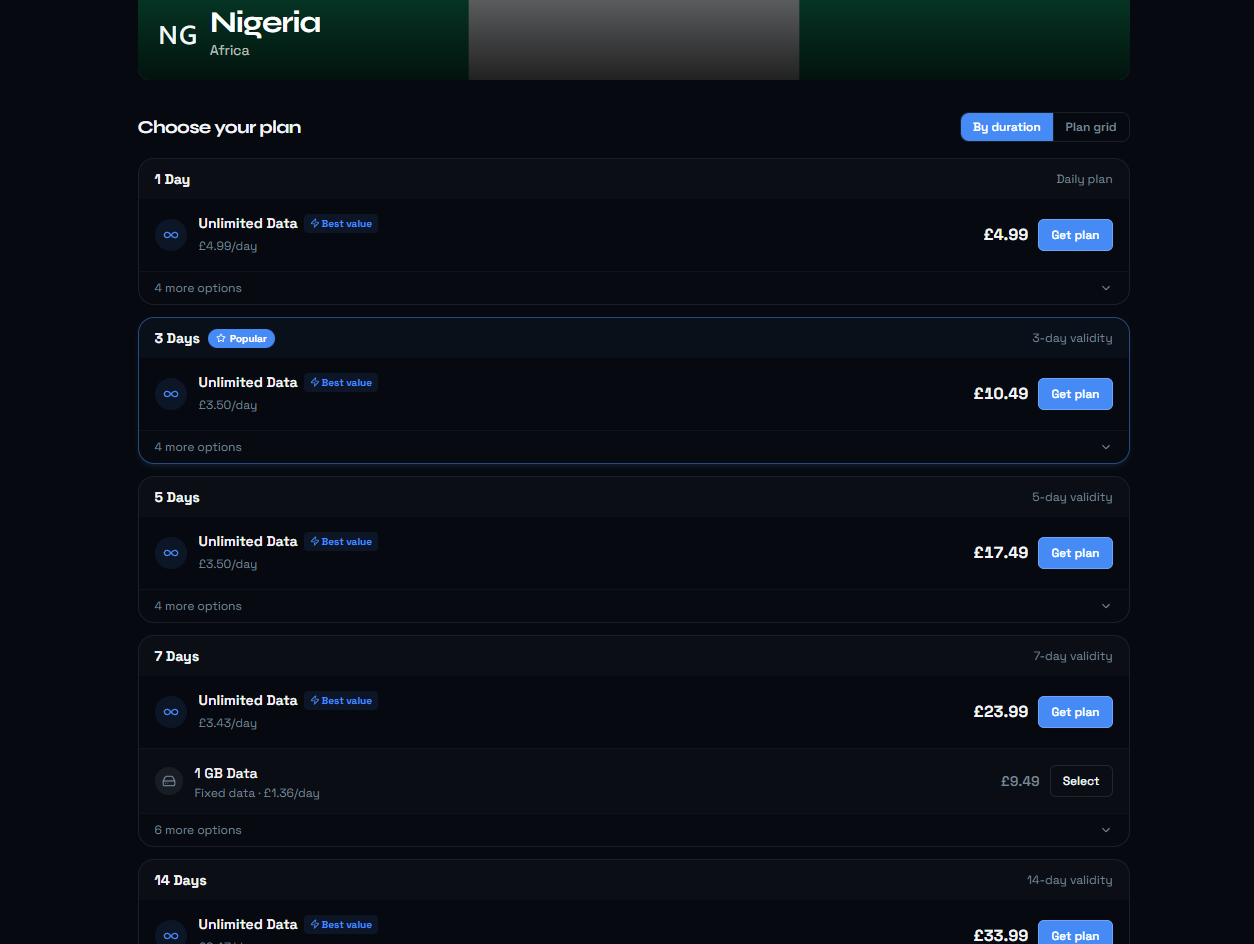 NG
Nigeria
Africa
Choose your plan
By duration
Plan grid
1 Day
Daily plan
Unlimited Data
Best value
£4.99/day
£4.99
Get plan
4 more options
3 Days
Popular
3-day validity
Unlimited Data
Best value
£3.50/day
£10.49
Get plan
4 more options
5 Days
5-day validity
Unlimited Data
Best value
£3.50/day
£17.49
Get plan
4 more options
7 Days
7-day validity
Unlimited Data
Best value
£3.43/day
£23.99
Get plan
1 GB Data
Fixed data · £1.36/day
£9.49
Select
6 more options
14 Days
14-day validity
Unlimited Data
Best value
£33.99
Get plan